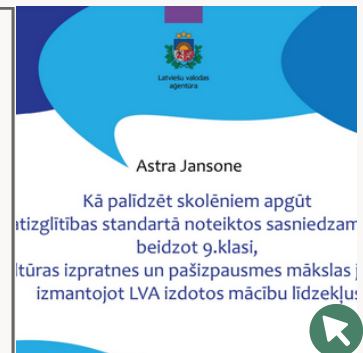 Latviešu valodas
aģentūra
Astra Jansone
Kā palīdzēt skolēniem apgūt
atizglītības standartā noteiktos sasniedzam
beidzot 9.klasi,
ltūras izpratnes un pašizpausmes mākslas j
izmantojot LVA izdotos mācību līdzekļus